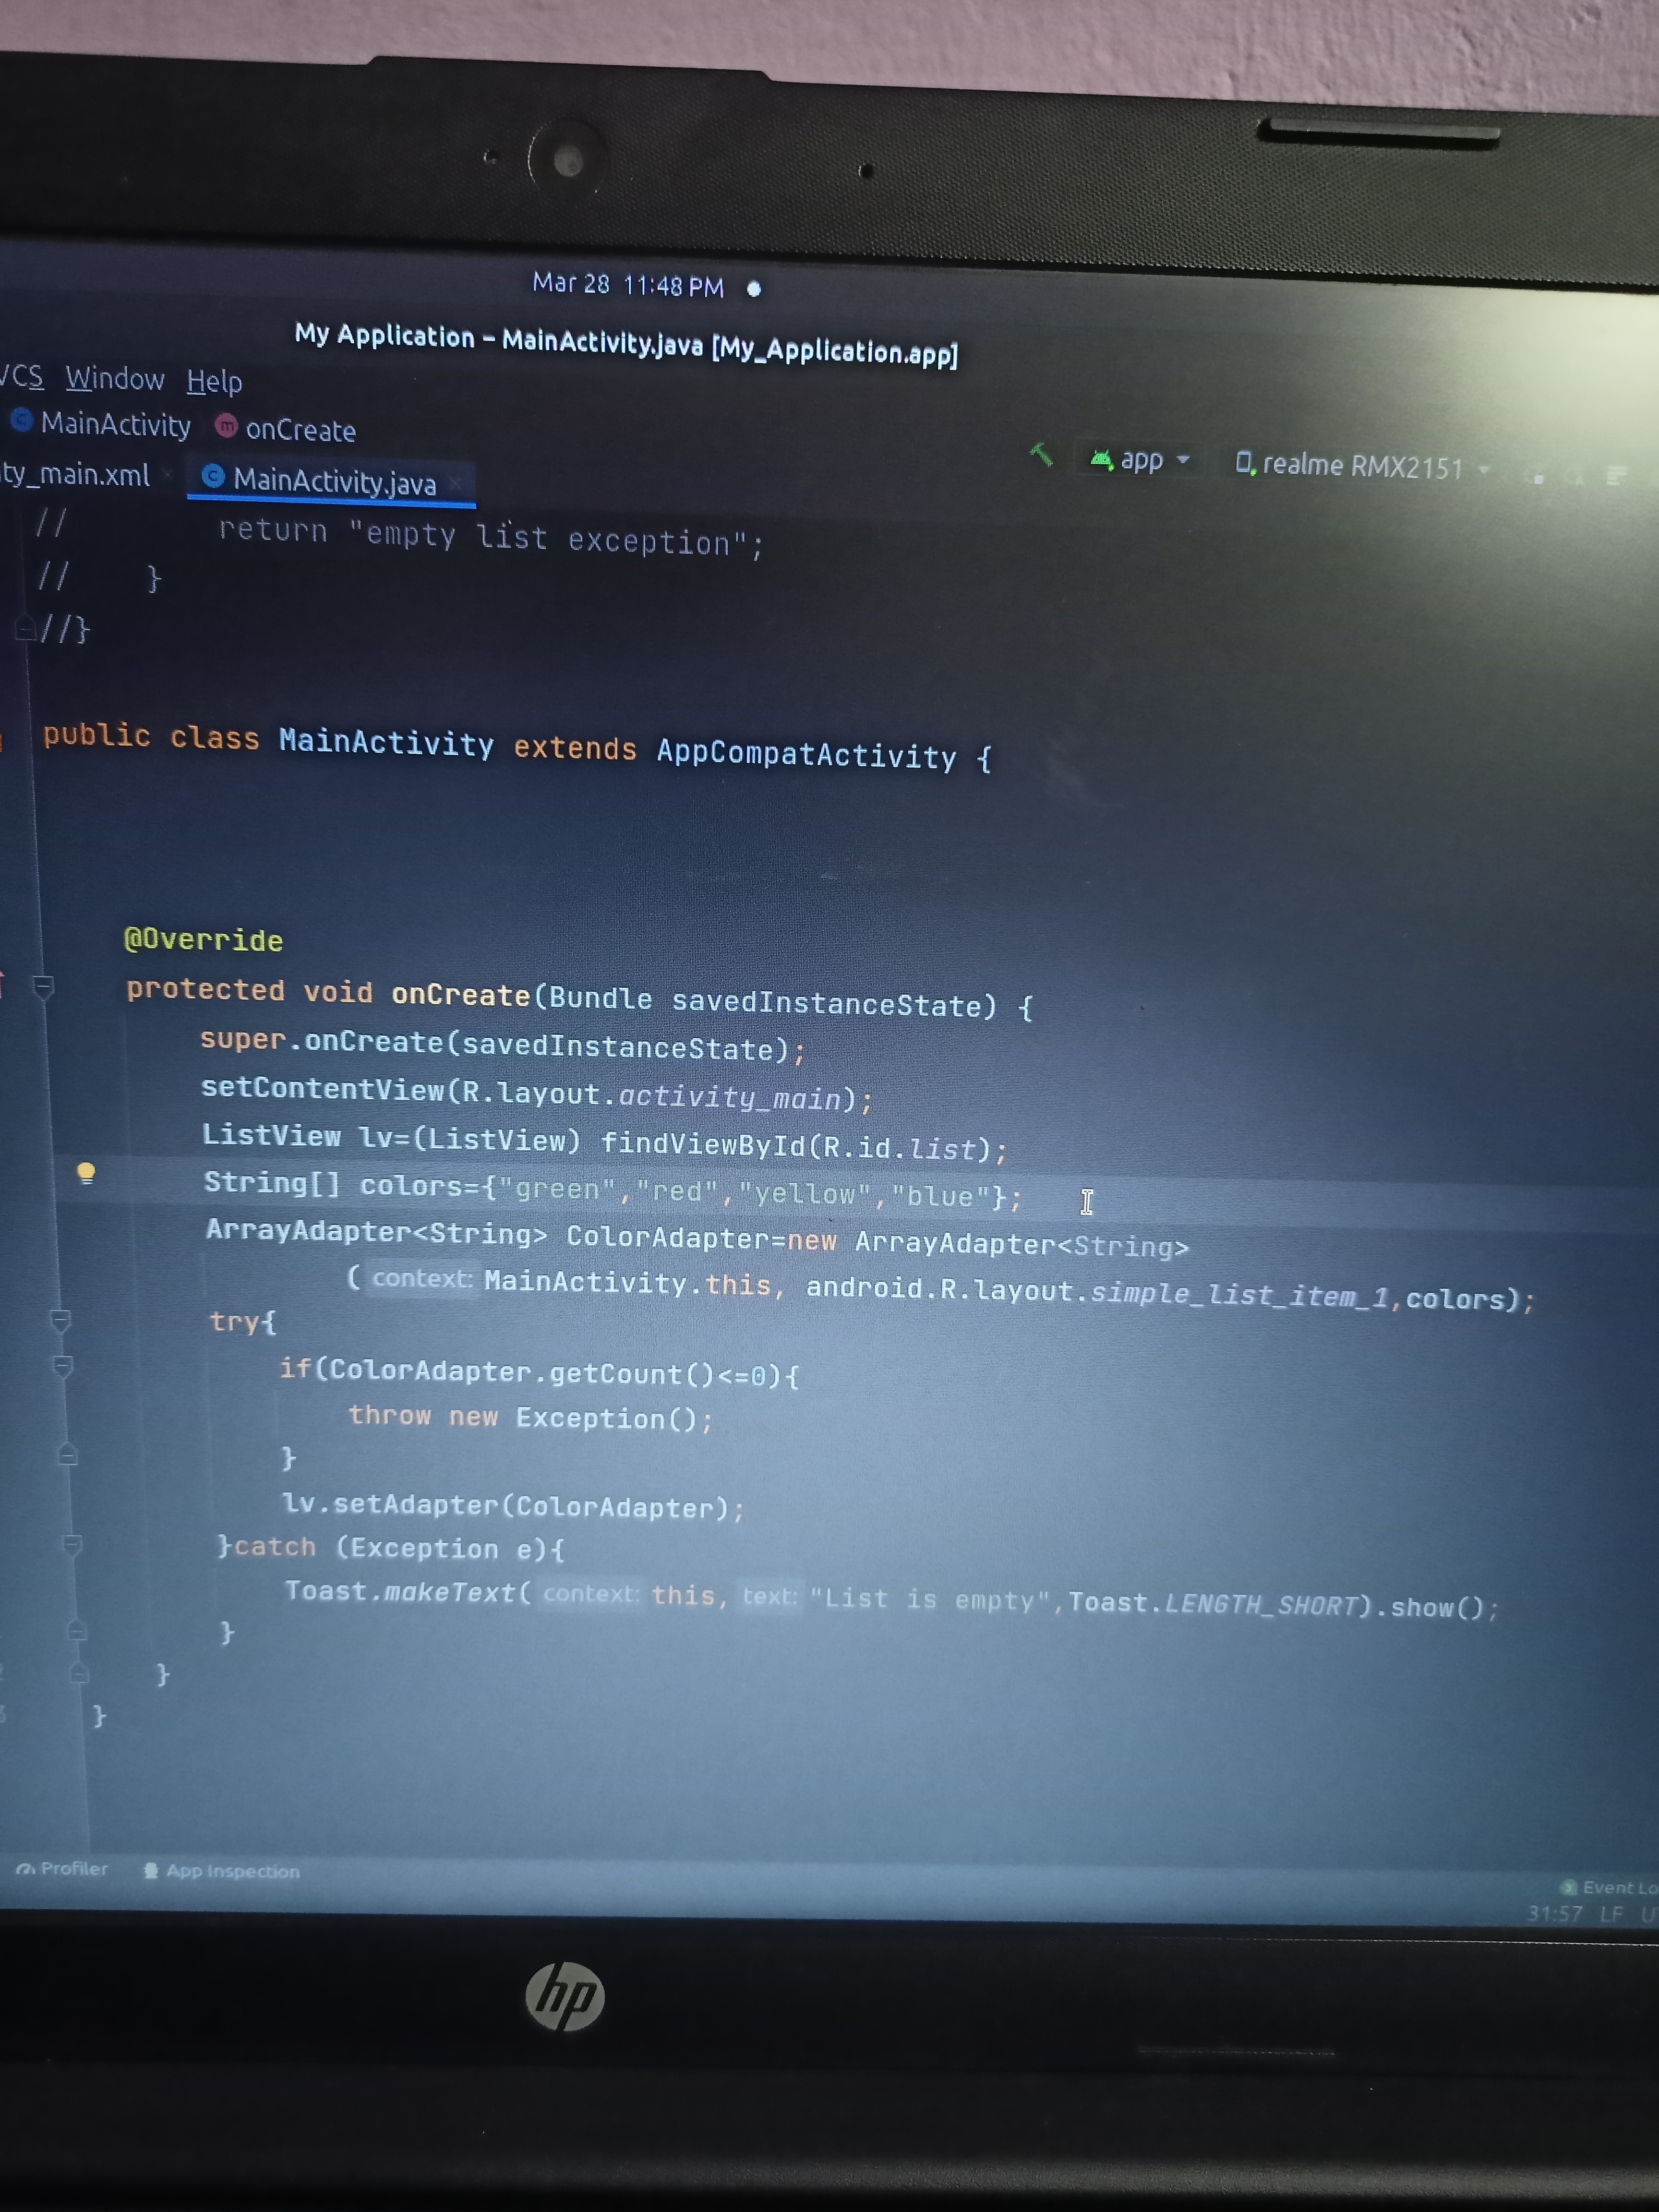 Mar 28 11:48 PM
My Application – MainActivity.java [My_Application.app]
VCS Window Help
MainActivity onCreate
app realme RMX2151
ty_main.xml MainActivity.java
// return "empty list exception";
// }
//}
public class MainActivity extends AppCompatActivity {
@Override
protected void onCreate(Bundle savedInstanceState) {
super.onCreate(savedInstanceState);
setContentView(R.layout.activity_main);
ListView lv=(ListView) findViewById(R.id.list);
String[] colors={"green","red","yellow","blue"};
ArrayAdapter<String> ColorAdapter=new ArrayAdapter<String>
( context: MainActivity.this, android.R.layout.simple_list_item_1,colors);
try{
if(ColorAdapter.getCount()<=0){
throw new Exception();
}
lv.setAdapter(ColorAdapter);
}catch (Exception e){
Toast.makeText( context: this, text: "List is empty",Toast.LENGTH_SHORT).show();
}
}
}
Profiler App Inspection
Event Lo
31:57 LF U
hp